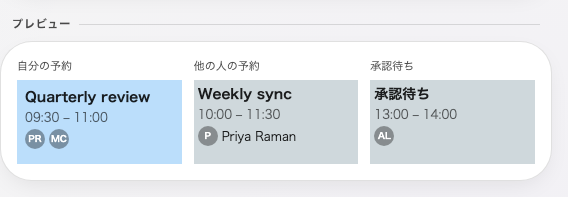 プレビュー
自分の予約
Quarterly review
09:30 – 11:00
PR MC
他の人の予約
Weekly sync
10:00 – 11:30
P Priya Raman
承認待ち
承認待ち
13:00 – 14:00
AL